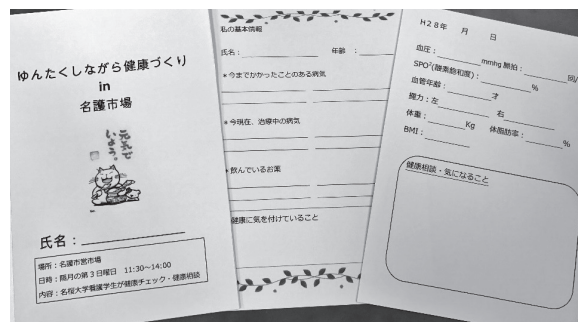 ゆんたくしながら健康づくり
in
名護市場
元気で
いよう。
氏名：
場所：名護市営市場
日時：隔月の第３日曜日　11:30～14:00
内容：名桜大学看護学生が健康チェック・健康相談
私の基本情報
氏名：　年齢　：
＊今までかかったことのある病気
＊今現在、治療中の病気
＊飲んでいるお薬
健康に気を付けていること
Ｈ２８年　月　日
血圧：　mmhg 脈拍：　回/
SPO²(酸素飽和度)：　%
血管年齢：　才
握力：左　右
体重：　Kg　体脂肪率：　%
BMI：
健康相談・気になること